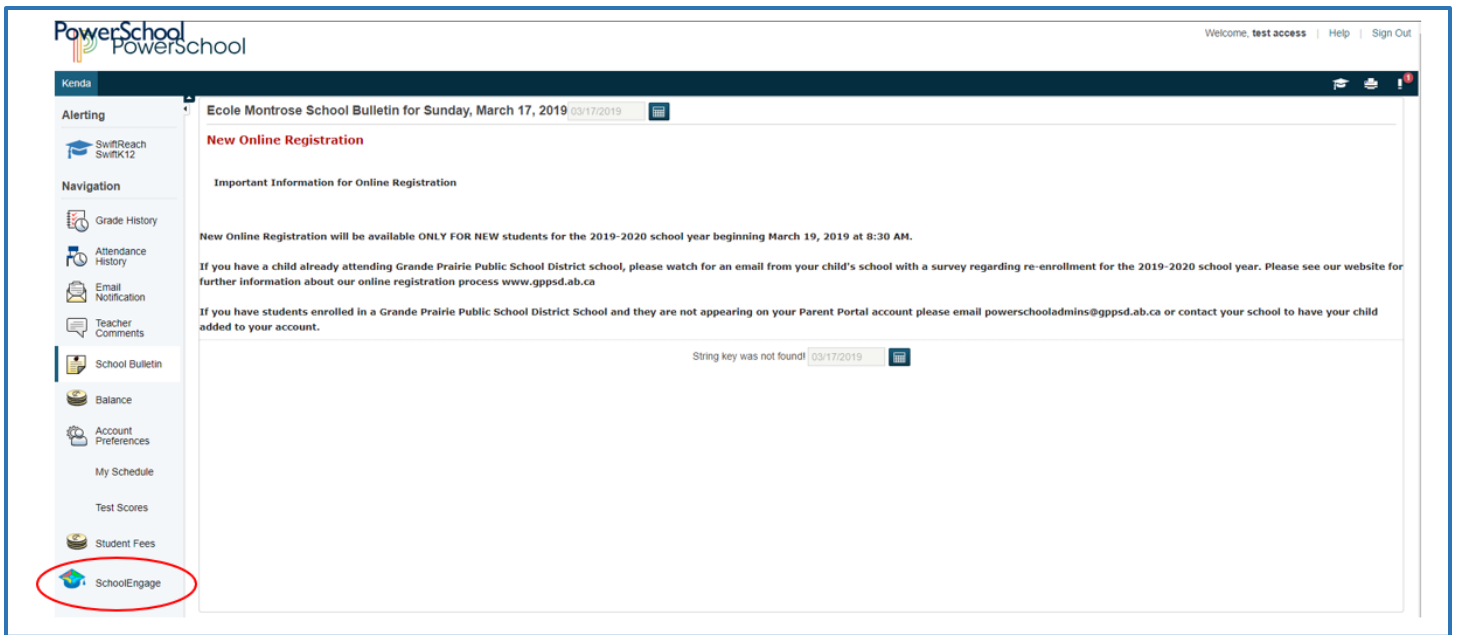 PowerSchool
PowerSchool
Welcome, test access | Help | Sign Out
Kenda
1
Alerting
SwiftReach
SwiftK12
Navigation
Grade History
Attendance
History
Email
Notification
Teacher
Comments
School Bulletin
Balance
Account
Preferences
My Schedule
Test Scores
Student Fees
SchoolEngage
Ecole Montrose School Bulletin for Sunday, March 17, 2019 03/17/2019
New Online Registration
Important Information for Online Registration
New Online Registration will be available ONLY FOR NEW students for the 2019-2020 school year beginning March 19, 2019 at 8:30 AM.
If you have a child already attending Grande Prairie Public School District school, please watch for an email from your child's school with a survey regarding re-enrollment for the 2019-2020 school year. Please see our website for
further information about our online registration process www.gppsd.ab.ca
If you have students enrolled in a Grande Prairie Public School District School and they are not appearing on your Parent Portal account please email powerschooladmins@gppsd.ab.ca or contact your school to have your child
added to your account.
String key was not found! 03/17/2019